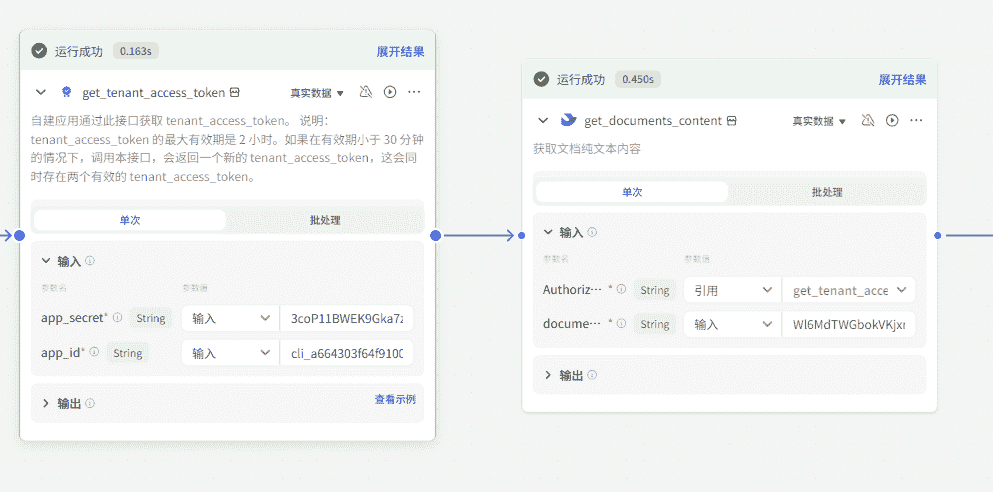 运行成功
0.163s
展开结果
get_tenant_access_token
真实数据
自建应用通过此接口获取 tenant_access_token。 说明：
tenant_access_token 的最大有效期是 2 小时。如果在有效期小于 30 分钟
的情况下，调用本接口，会返回一个新的 tenant_access_token，这会同
时存在两个有效的 tenant_access_token。
单次
批处理
输入
参数名
参数值
app_secret*
String
输入
3coP11BWEK9Gka7z
app_id*
String
输入
cli_a664303f64f9100
输出
查看示例
运行成功
0.450s
展开结果
get_documents_content
真实数据
获取文档纯文本内容
单次
批处理
输入
参数名
参数值
Authoriz··· *
String
引用
get_tenant_acce
docume··· *
String
输入
Wl6MdTWGbokVKjxr
输出